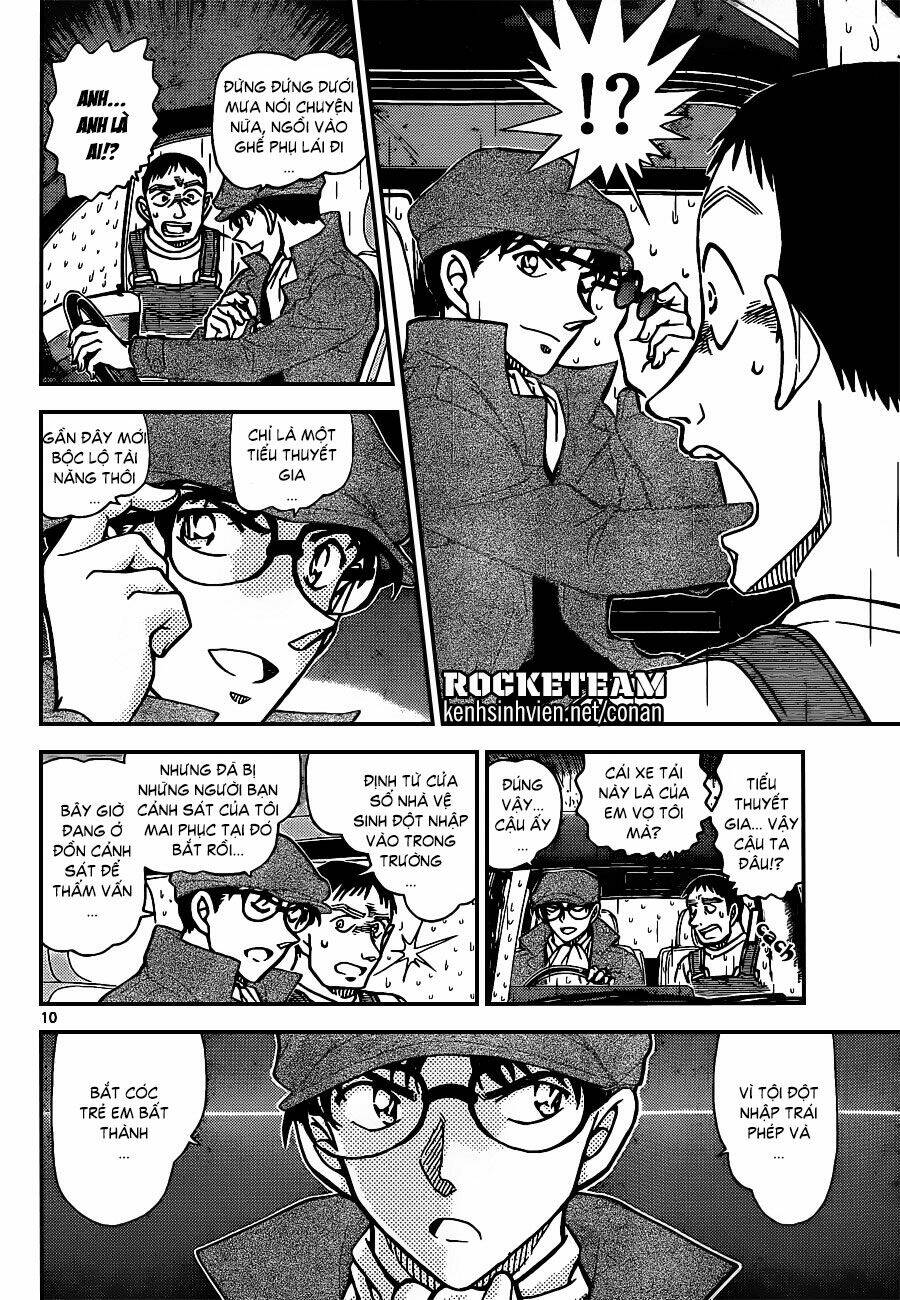 !?
ĐỪNG ĐỨNG DƯỚI
MƯA NÓI CHUYỆN
NỮA, NGỒI VÀO
GHẾ PHỤ LÁI ĐI
...
ANH...
ANH LÀ
AI!?
CHỈ LÀ MỘT
TIỂU THUYẾT
GIA
...
GẦN ĐÂY MỚI
BỘC LỘ TÀI
NĂNG THÔI
...
ROCKETEAM
kenhsinhvien.net/conan
TIỂU
THUYẾT
GIA... VẬY
CẬU TA
ĐÂU!?
CÁI XE TẢI
NÀY LÀ CỦA
EM VỢ TÔI
MÀ?
ĐÚNG
VẬY...
CẬU ẤY
...
CẠCH
ĐỊNH TỪ CỬA
SỔ NHÀ VỆ
SINH ĐỘT NHẬP
VÀO TRONG
TRƯỜNG
...
NHƯNG ĐÃ BỊ
NHỮNG NGƯỜI BẠN
CẢNH SÁT CỦA TÔI
MAI PHỤC TẠI ĐÓ
BẮT RỒI...
BÂY GIỜ
ĐANG Ở
ĐỒN CẢNH
SÁT ĐỂ
THẨM VẤN
...
10
VÌ TỘI ĐỘT
NHẬP TRÁI
PHÉP VÀ
...
BẮT CÓC
TRẺ EM BẤT
THÀNH
...